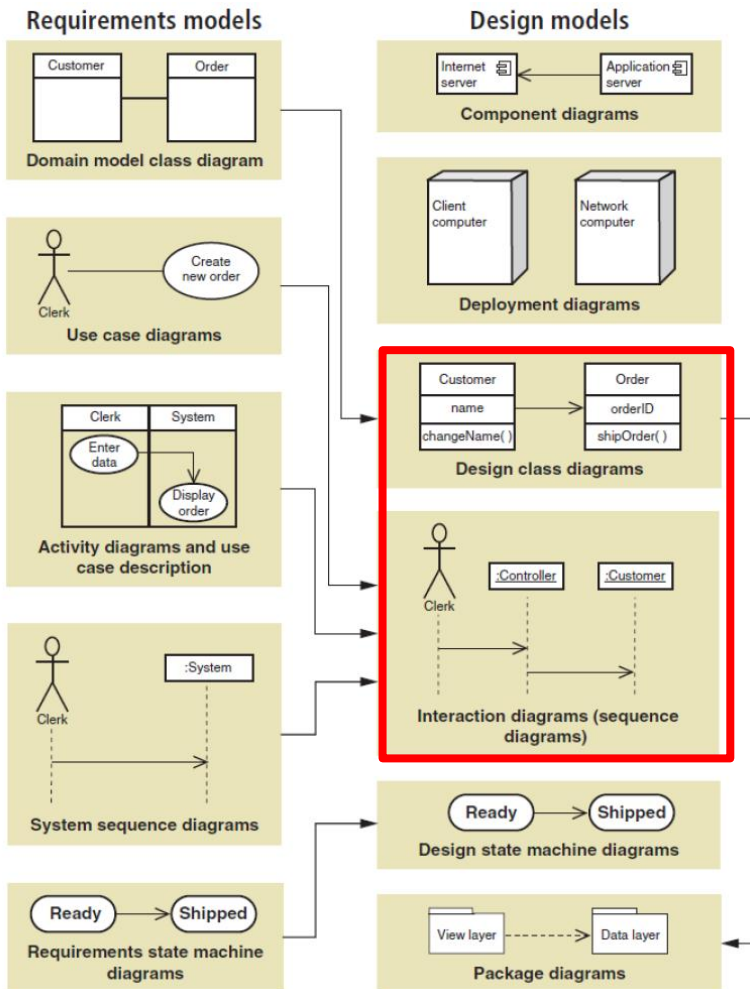 Requirements models
Customer
Order
Domain model class diagram
Clerk
Create
new order
Use case diagrams
Clerk
System
Enter
data
Display
order
Activity diagrams and use
case description
:System
Clerk
System sequence diagrams
Ready
Shipped
Requirements state machine
diagrams
Design models
Internet
server
Application
server
Component diagrams
Client
computer
Network
computer
Deployment diagrams
Customer
Order
name
orderID
changeName( )
shipOrder( )
Design class diagrams
:Controller
:Customer
Clerk
Interaction diagrams (sequence
diagrams)
Ready
Shipped
Design state machine diagrams
View layer
Data layer
Package diagrams